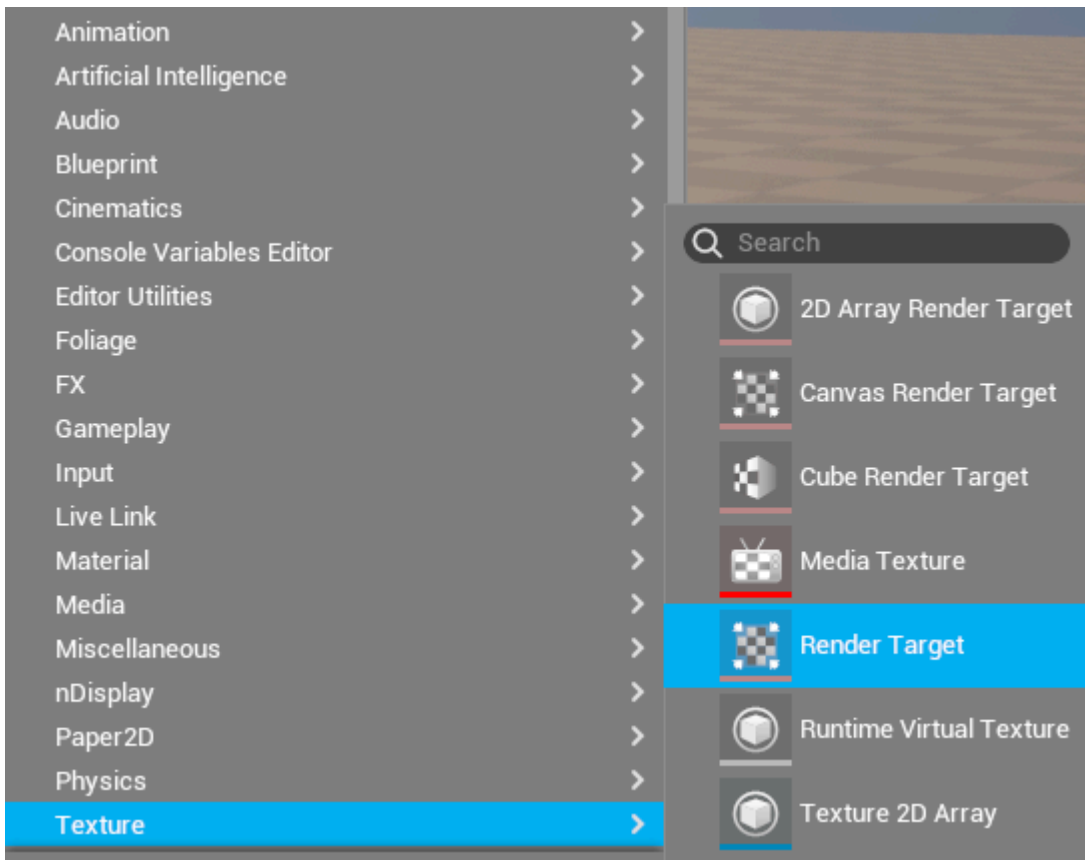 Animation
Artificial Intelligence
Audio
Blueprint
Cinematics
Console Variables Editor
Editor Utilities
Foliage
FX
Gameplay
Input
Live Link
Material
Media
Miscellaneous
nDisplay
Paper2D
Physics
Texture
Search
2D Array Render Target
Canvas Render Target
Cube Render Target
Media Texture
Render Target
Runtime Virtual Texture
Texture 2D Array